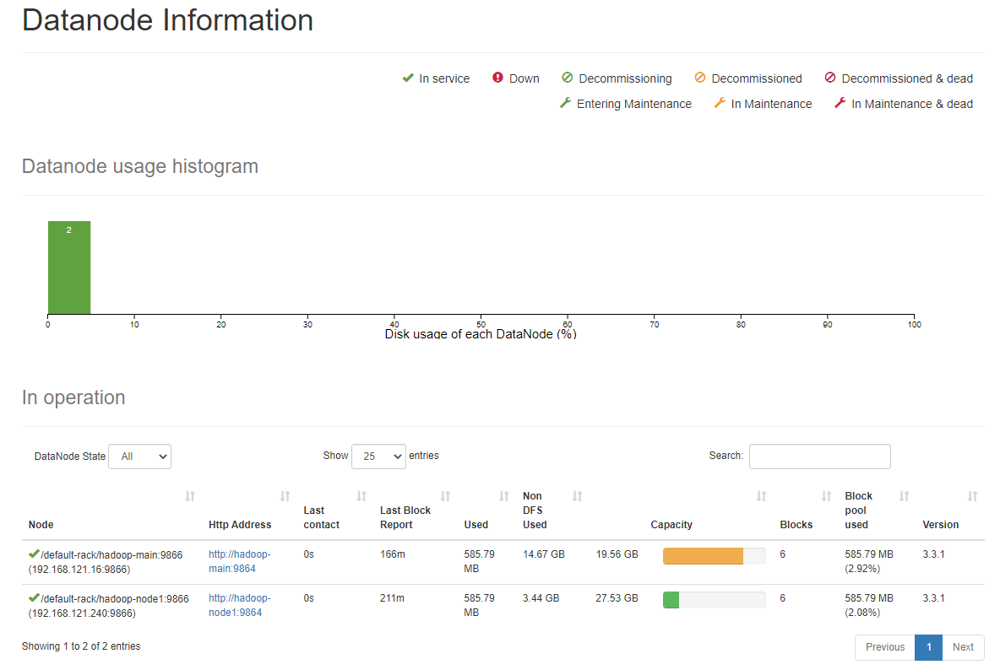 Datanode Information
In service Down Decommissioning Decommissioned Decommissioned & dead
Entering Maintenance In Maintenance In Maintenance & dead
Datanode usage histogram
2
0 10 20 30 40 50 60 70 80 90 100
Disk usage of each DataNode (%)
In operation
DataNode State All Show 25 entries Search:
Node Http Address Last contact Last Block Report Used Non DFS Used Capacity Blocks Block pool used Version
/default-rack/hadoop-main:9866 http://hadoop- 0s 166m 585.79 14.67 GB 19.56 GB 6 585.79 MB 3.3.1
(192.168.121.16:9866) main:9864 MB (2.92%)
/default-rack/hadoop-node1:9866 http://hadoop- 0s 211m 585.79 3.44 GB 27.53 GB 6 585.79 MB 3.3.1
(192.168.121.240:9866) node1:9864 MB (2.08%)
Showing 1 to 2 of 2 entries Previous 1 Next